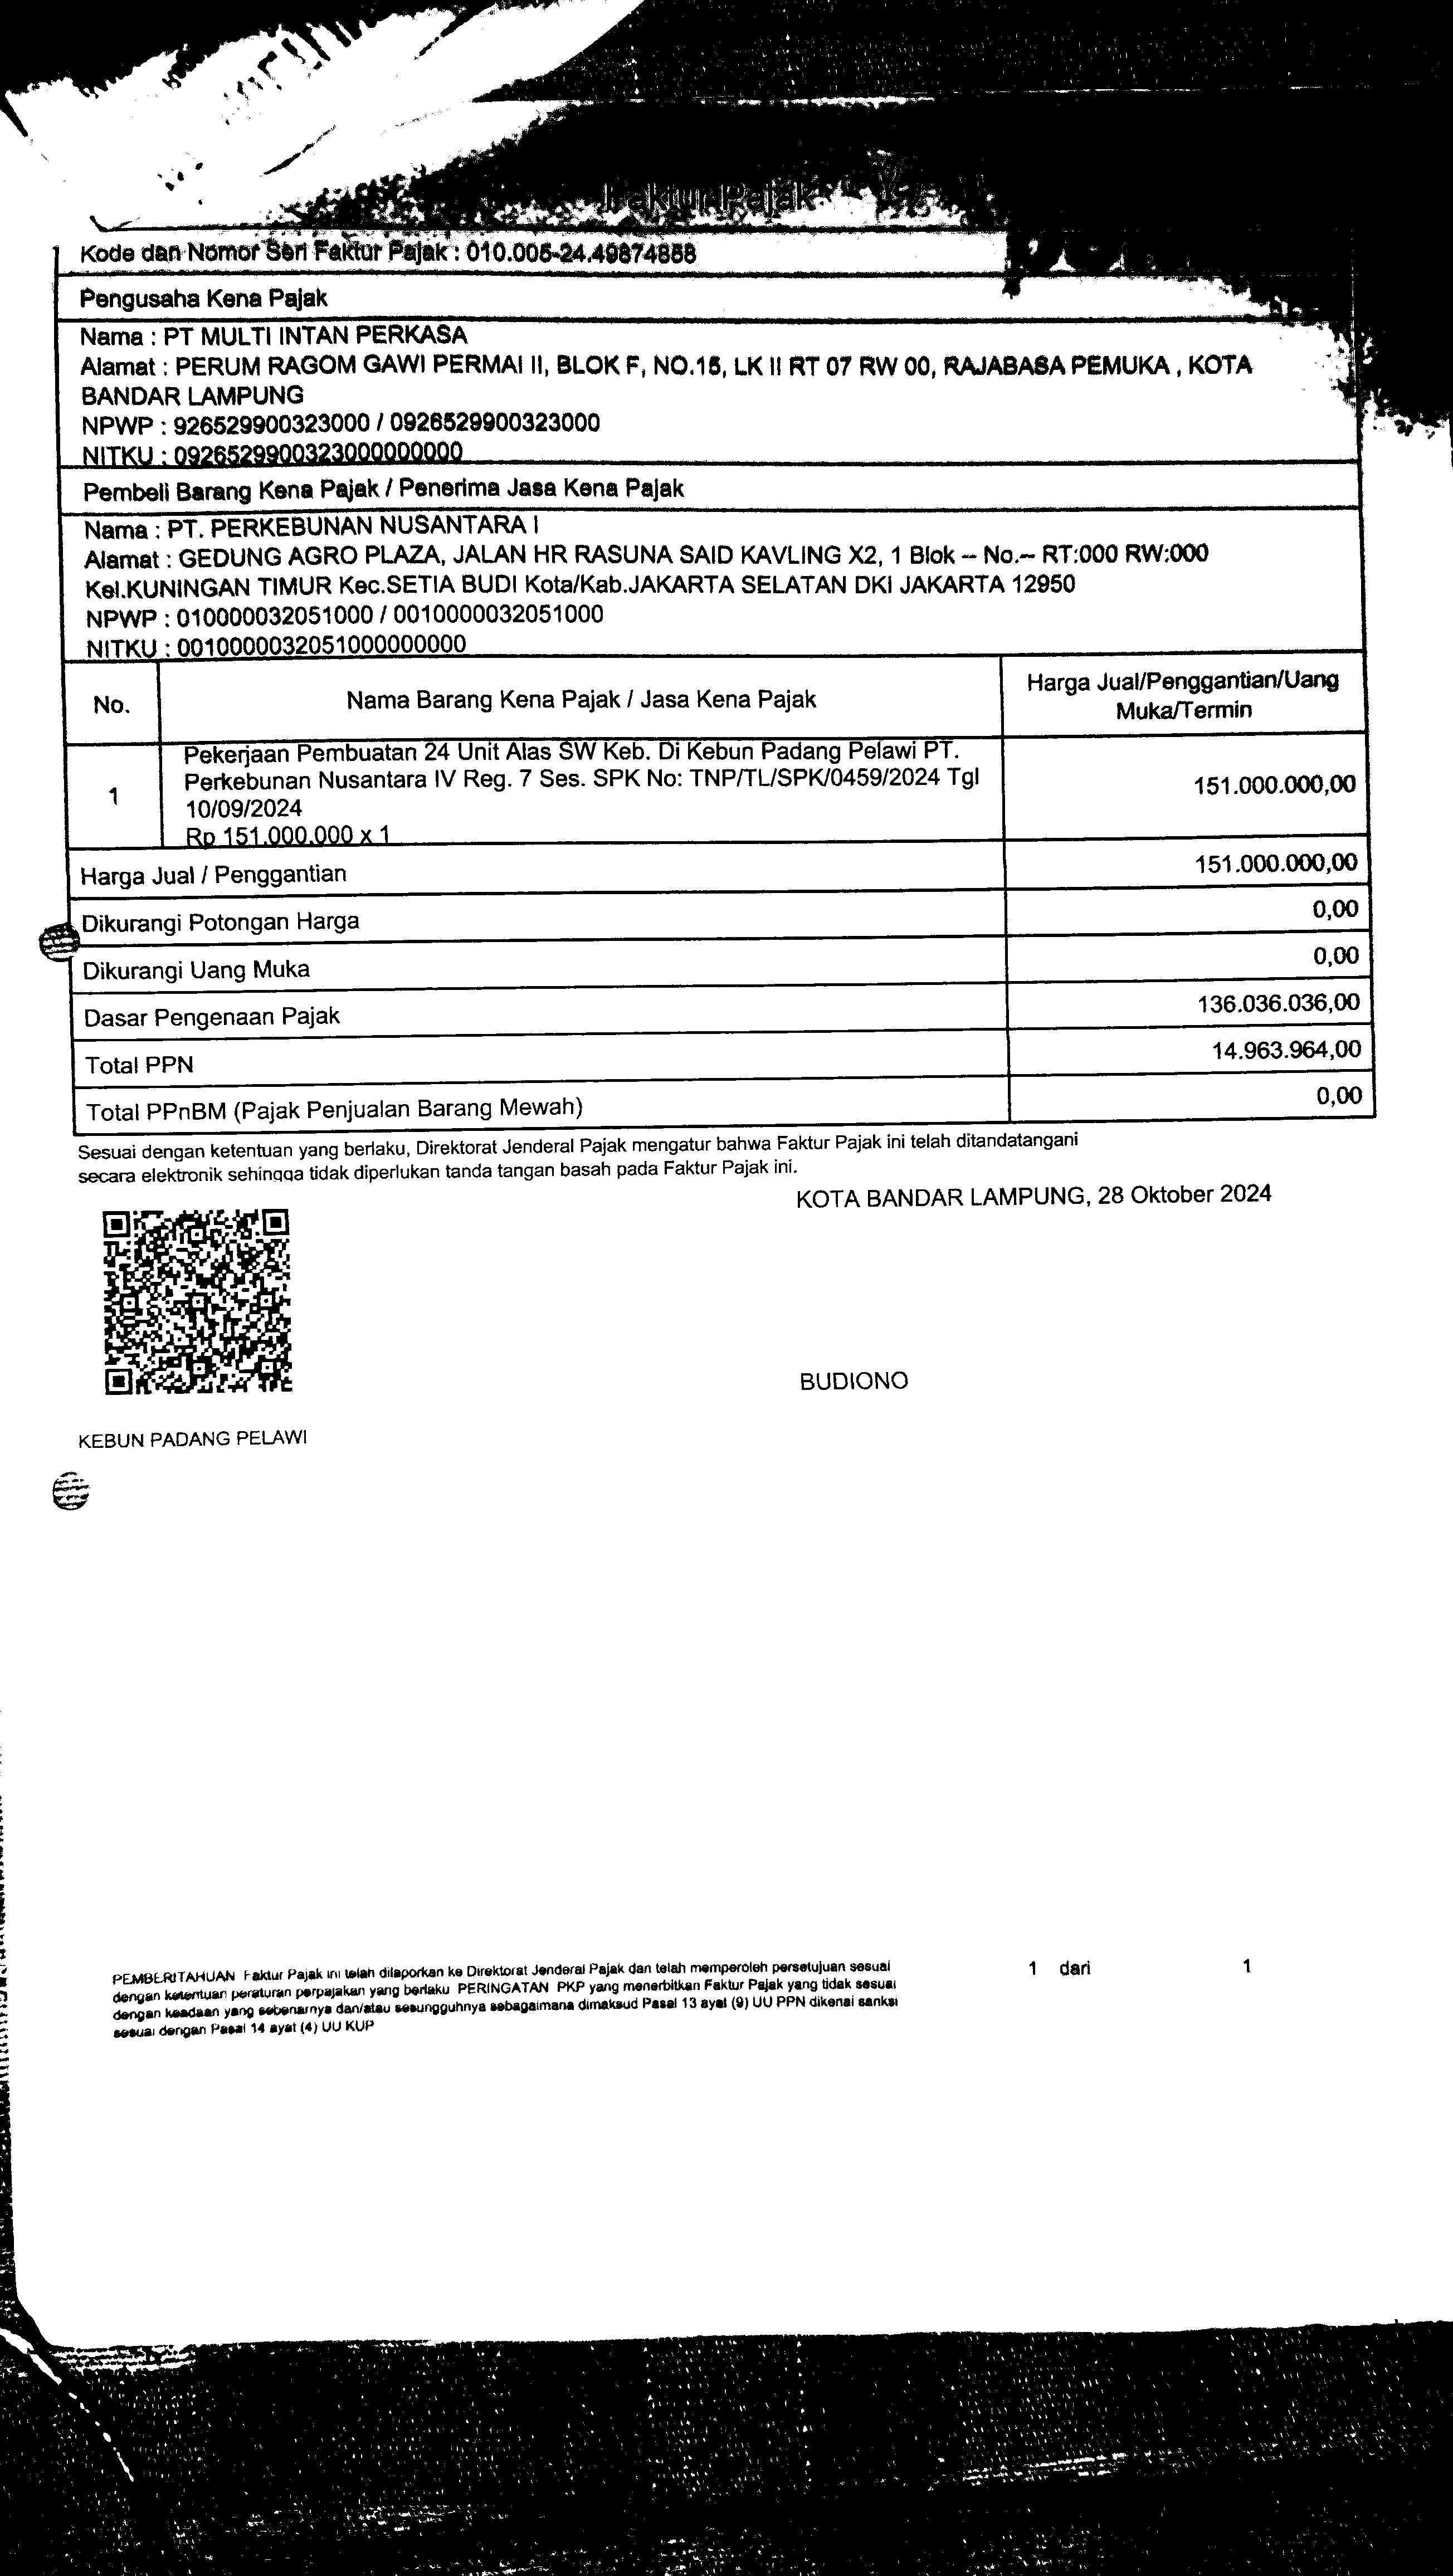 Faktur Pajak
Kode dan Nomor Seri Faktur Pajak : 010.005-24.49874858
Pengusaha Kena Pajak
Nama : PT MULTI INTAN PERKASA
Alamat : PERUM RAGOM GAWI PERMAI II, BLOK F, NO.15, LK II RT 07 RW 00, RAJABASA PEMUKA , KOTA
BANDAR LAMPUNG
NPWP : 926529900323000 / 0926529900323000
NITKU : 0926529900323000000000
Pembeli Barang Kena Pajak / Penerima Jasa Kena Pajak
Nama : PT. PERKEBUNAN NUSANTARA I
Alamat : GEDUNG AGRO PLAZA, JALAN HR RASUNA SAID KAVLING X2, 1 Blok -- No.-- RT:000 RW:000
Kel.KUNINGAN TIMUR Kec.SETIA BUDI Kota/Kab.JAKARTA SELATAN DKI JAKARTA 12950
NPWP : 010000032051000 / 0010000032051000
NITKU : 0010000032051000000000
No. Nama Barang Kena Pajak / Jasa Kena Pajak Harga Jual/Penggantian/Uang
Muka/Termin
Pekerjaan Pembuatan 24 Unit Alas SW Keb. Di Kebun Padang Pelawi PT.
1 Perkebunan Nusantara IV Reg. 7 Ses. SPK No: TNP/TL/SPK/0459/2024 Tgl 151.000.000,00
10/09/2024
Rp 151.000.000 x 1
Harga Jual / Penggantian 151.000.000,00
Dikurangi Potongan Harga 0,00
Dikurangi Uang Muka 0,00
Dasar Pengenaan Pajak 136.036.036,00
Total PPN 14.963.964,00
Total PPnBM (Pajak Penjualan Barang Mewah) 0,00
Sesuai dengan ketentuan yang berlaku, Direktorat Jenderal Pajak mengatur bahwa Faktur Pajak ini telah ditandatangani
secara elektronik sehingga tidak diperlukan tanda tangan basah pada Faktur Pajak ini.
KOTA BANDAR LAMPUNG, 28 Oktober 2024
BUDIONO
KEBUN PADANG PELAWI
PEMBERITAHUAN Faktur Pajak ini telah dilaporkan ke Direktorat Jenderal Pajak dan telah memperoleh persetujuan sesuai 1 dari 1
dengan ketentuan peraturan perpajakan yang berlaku PERINGATAN PKP yang menerbitkan Faktur Pajak yang tidak sesuai
dengan keadaan yang sebenarnya dan/atau sesungguhnya sebagaimana dimaksud Pasal 13 ayat (9) UU PPN dikenai sanksi
sesuai dengan Pasal 14 ayat (4) UU KUP